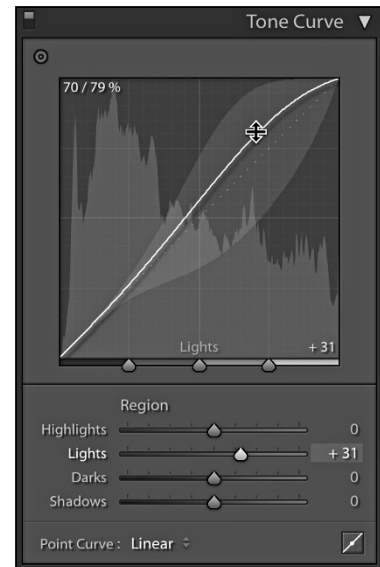 Tone Curve
70 / 79 %
Lights + 31
Region
Highlights 0
Lights + 31
Darks 0
Shadows 0
Point Curve : Linear